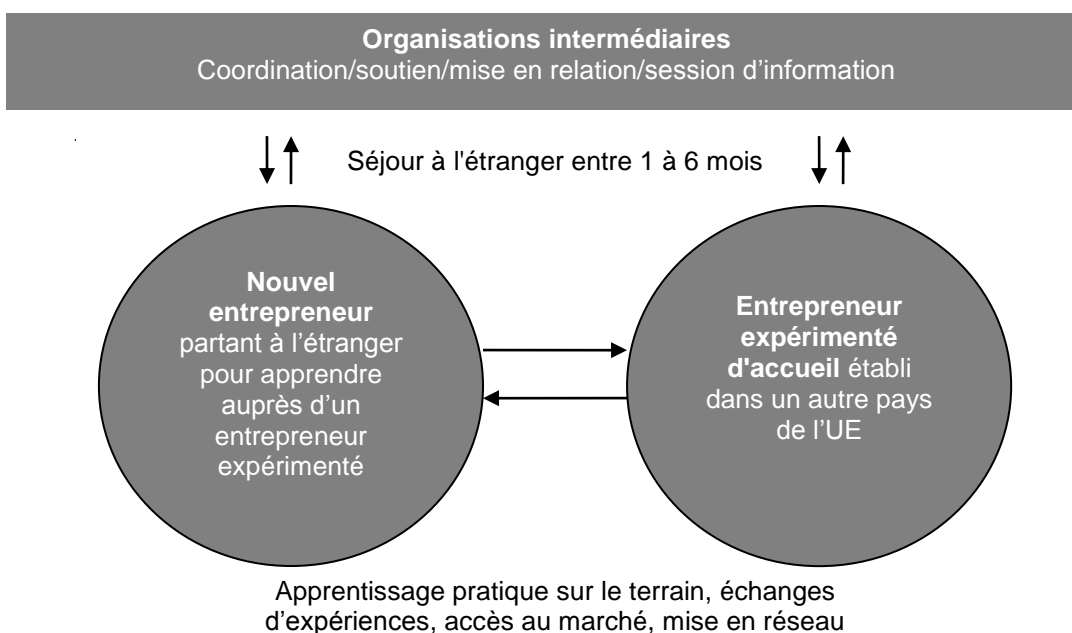 Organisations intermédiaires
Coordination/soutien/mise en relation/session d’information
Séjour à l'étranger entre 1 à 6 mois
Nouvel
entrepreneur
partant à l’étranger
pour apprendre
auprès d’un
entrepreneur
expérimenté
Entrepreneur
expérimenté
d'accueil établi
dans un autre pays
de l’UE
Apprentissage pratique sur le terrain, échanges
d’expériences, accès au marché, mise en réseau